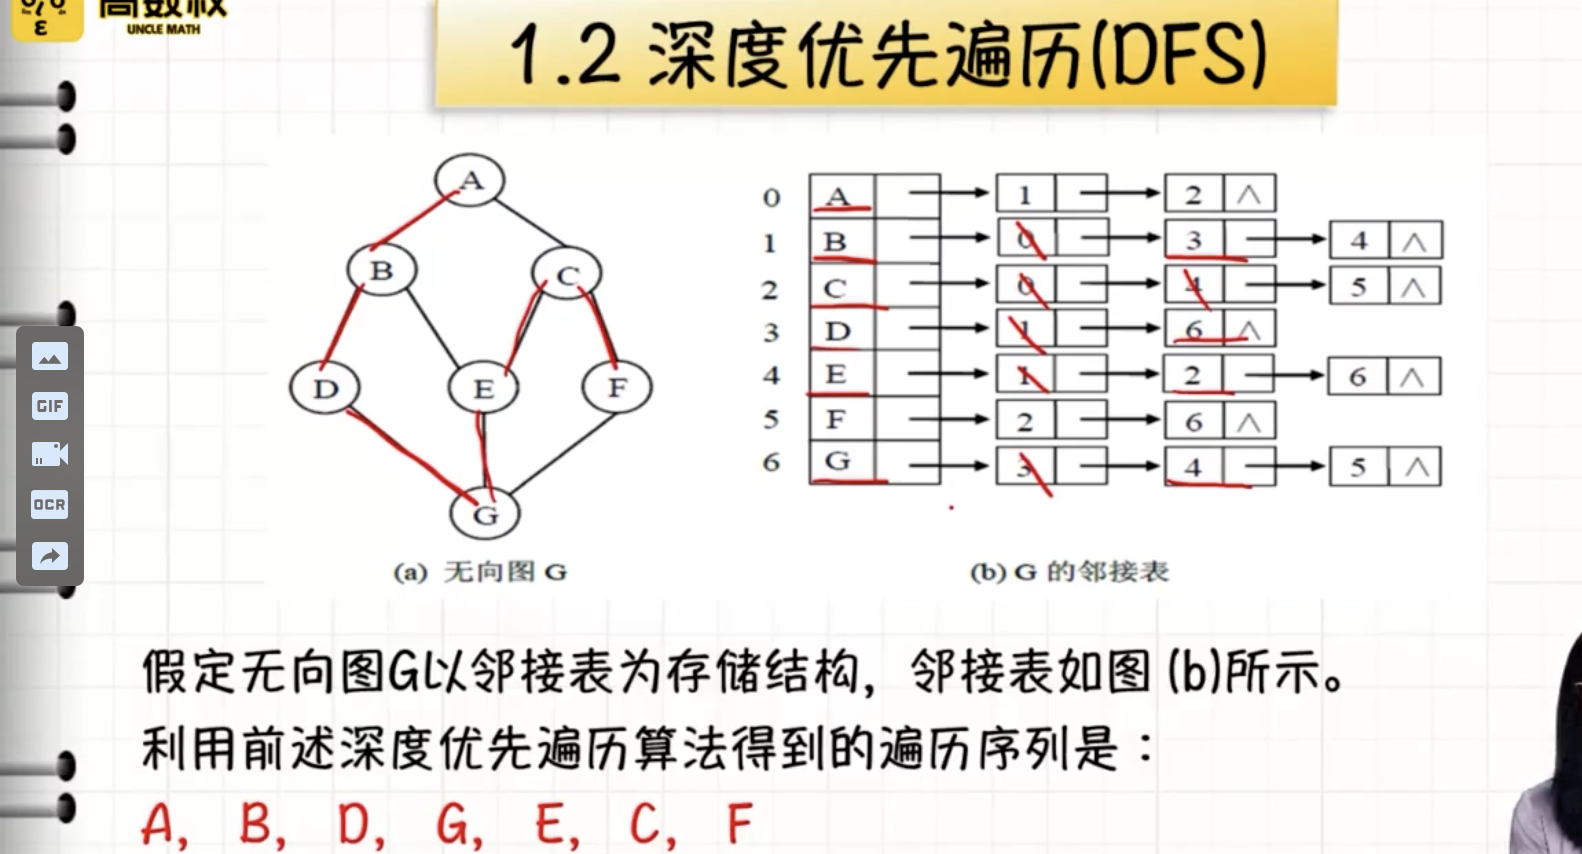 高数叔
UNCLE MATH
1.2 深度优先遍历(DFS)
A
B
C
D
E
F
G
0 A 1 2 ∧
1 B 0 3 4 ∧
2 C 0 4 5 ∧
3 D 1 6 ∧
4 E 1 2 6 ∧
5 F 2 6 ∧
6 G 3 4 5 ∧
(a) 无向图 G
(b) G 的邻接表
GIF
OCR
假定无向图G以邻接表为存储结构，邻接表如图 (b)所示。
利用前述深度优先遍历算法得到的遍历序列是：
A, B, D, G, E, C, F